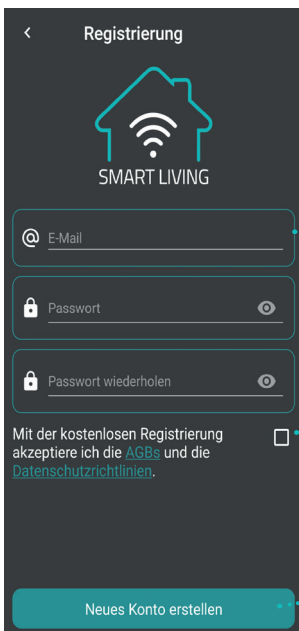 Registrierung
SMART LIVING
@ E-Mail
Passwort
Passwort wiederholen
Mit der kostenlosen Registrierung
akzeptiere ich die AGBs und die
Datenschutzrichtlinien.
Neues Konto erstellen